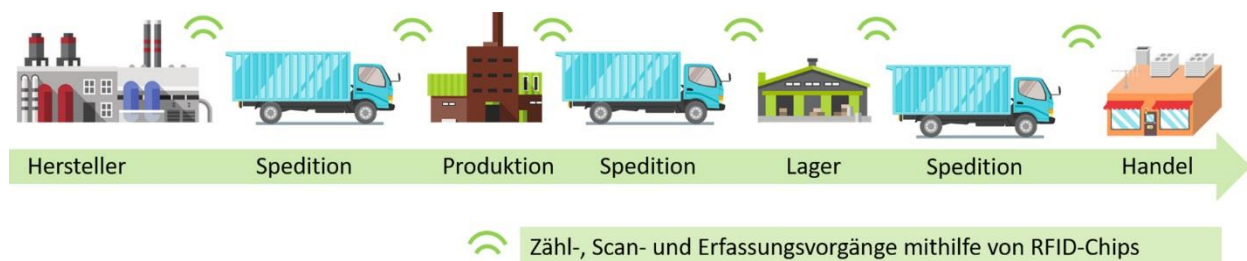 Hersteller Spedition Produktion Spedition Lager Spedition Handel
Zähl-, Scan- und Erfassungsvorgänge mithilfe von RFID-Chips